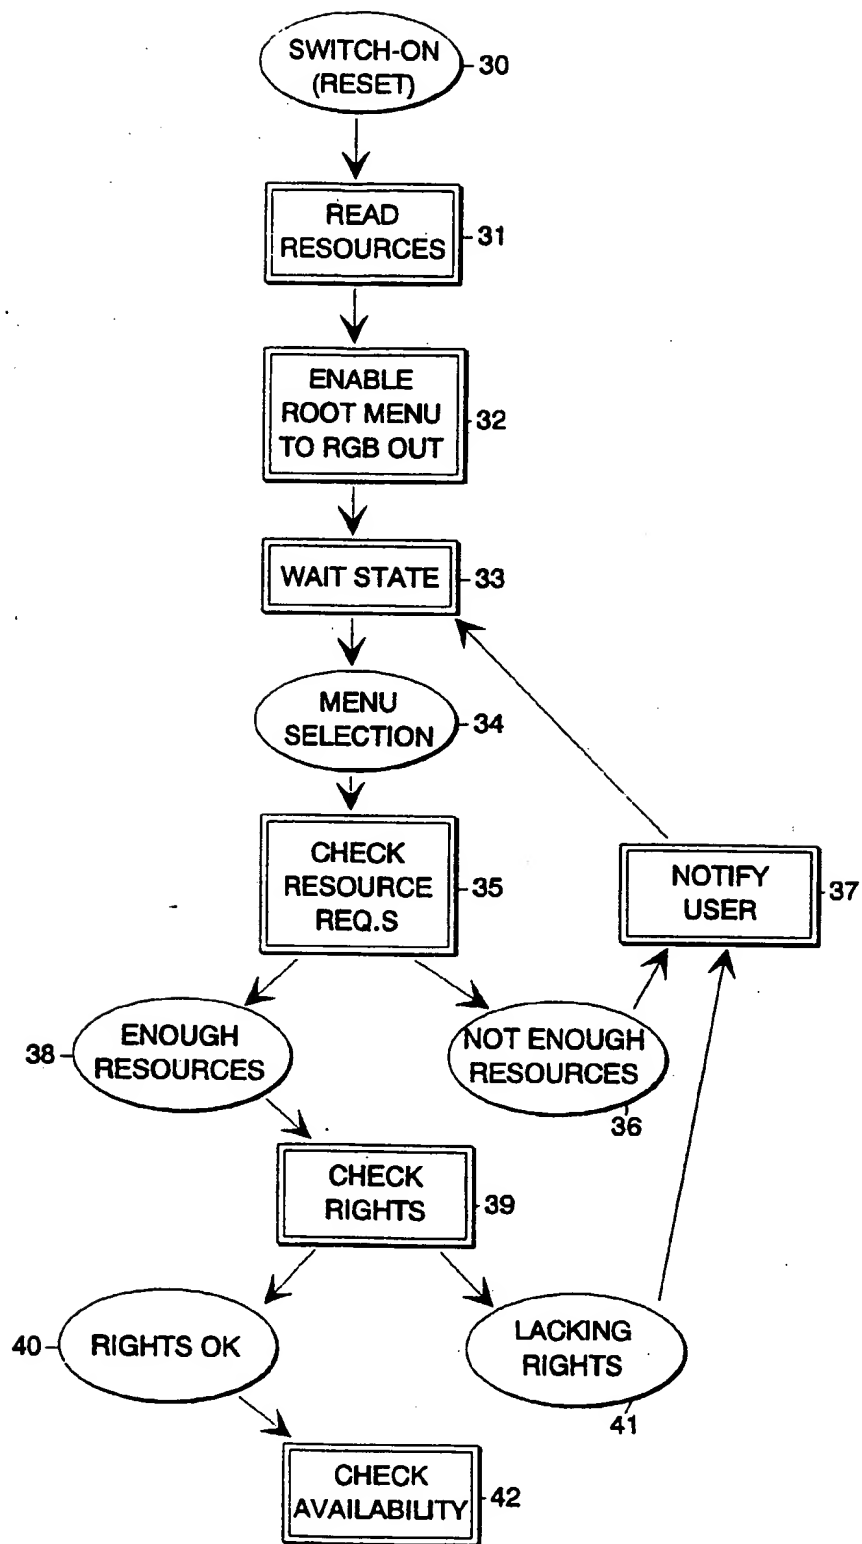 SWITCH-ON
(RESET)
30
READ
RESOURCES
31
ENABLE
ROOT MENU
TO RGB OUT
32
WAIT STATE
33
MENU
SELECTION
34
CHECK
RESOURCE
REQ.S
35
NOTIFY
USER
37
38
ENOUGH
RESOURCES
NOT ENOUGH
RESOURCES
36
CHECK
RIGHTS
39
40
RIGHTS OK
LACKING
RIGHTS
41
CHECK
AVAILABILITY
42